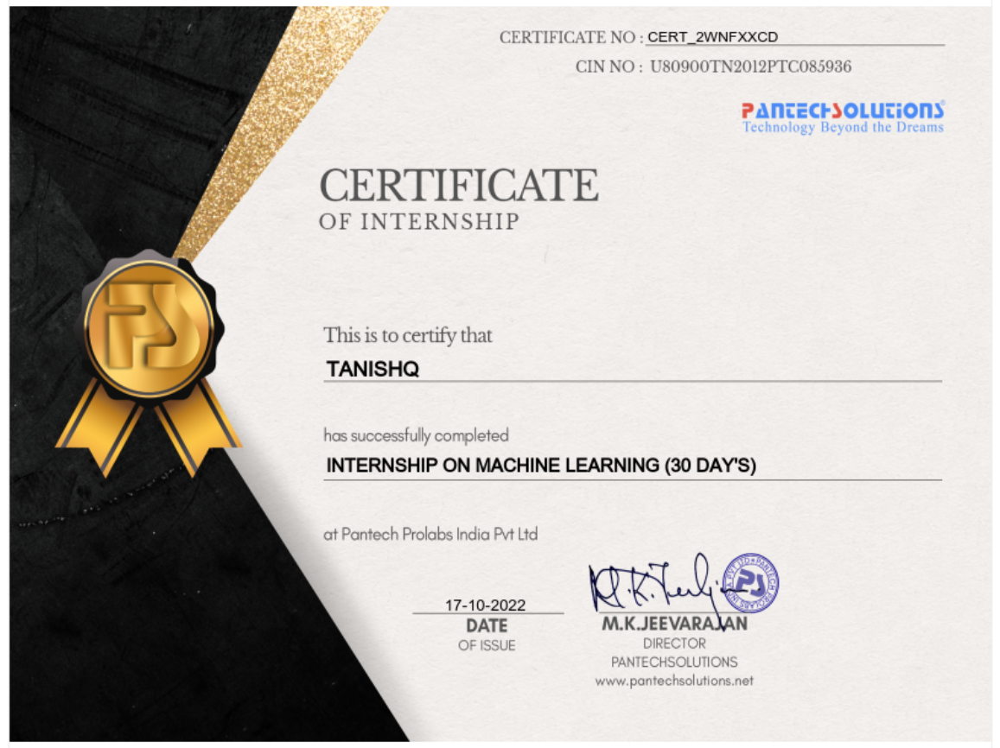 CERTIFICATE NO : CERT_2WNFXXCD
CIN NO : U80900TN2012PTC085936
PANTECHSOLUTIONS®
Technology Beyond the Dreams
CERTIFICATE
OF INTERNSHIP
PS
This is to certify that
TANISHQ
has successfully completed
INTERNSHIP ON MACHINE LEARNING (30 DAY'S)
at Pantech Prolabs India Pvt Ltd
17-10-2022
DATE
OF ISSUE
M.K.JEEVARAJAN
DIRECTOR
PANTECHSOLUTIONS
www.pantechsolutions.net